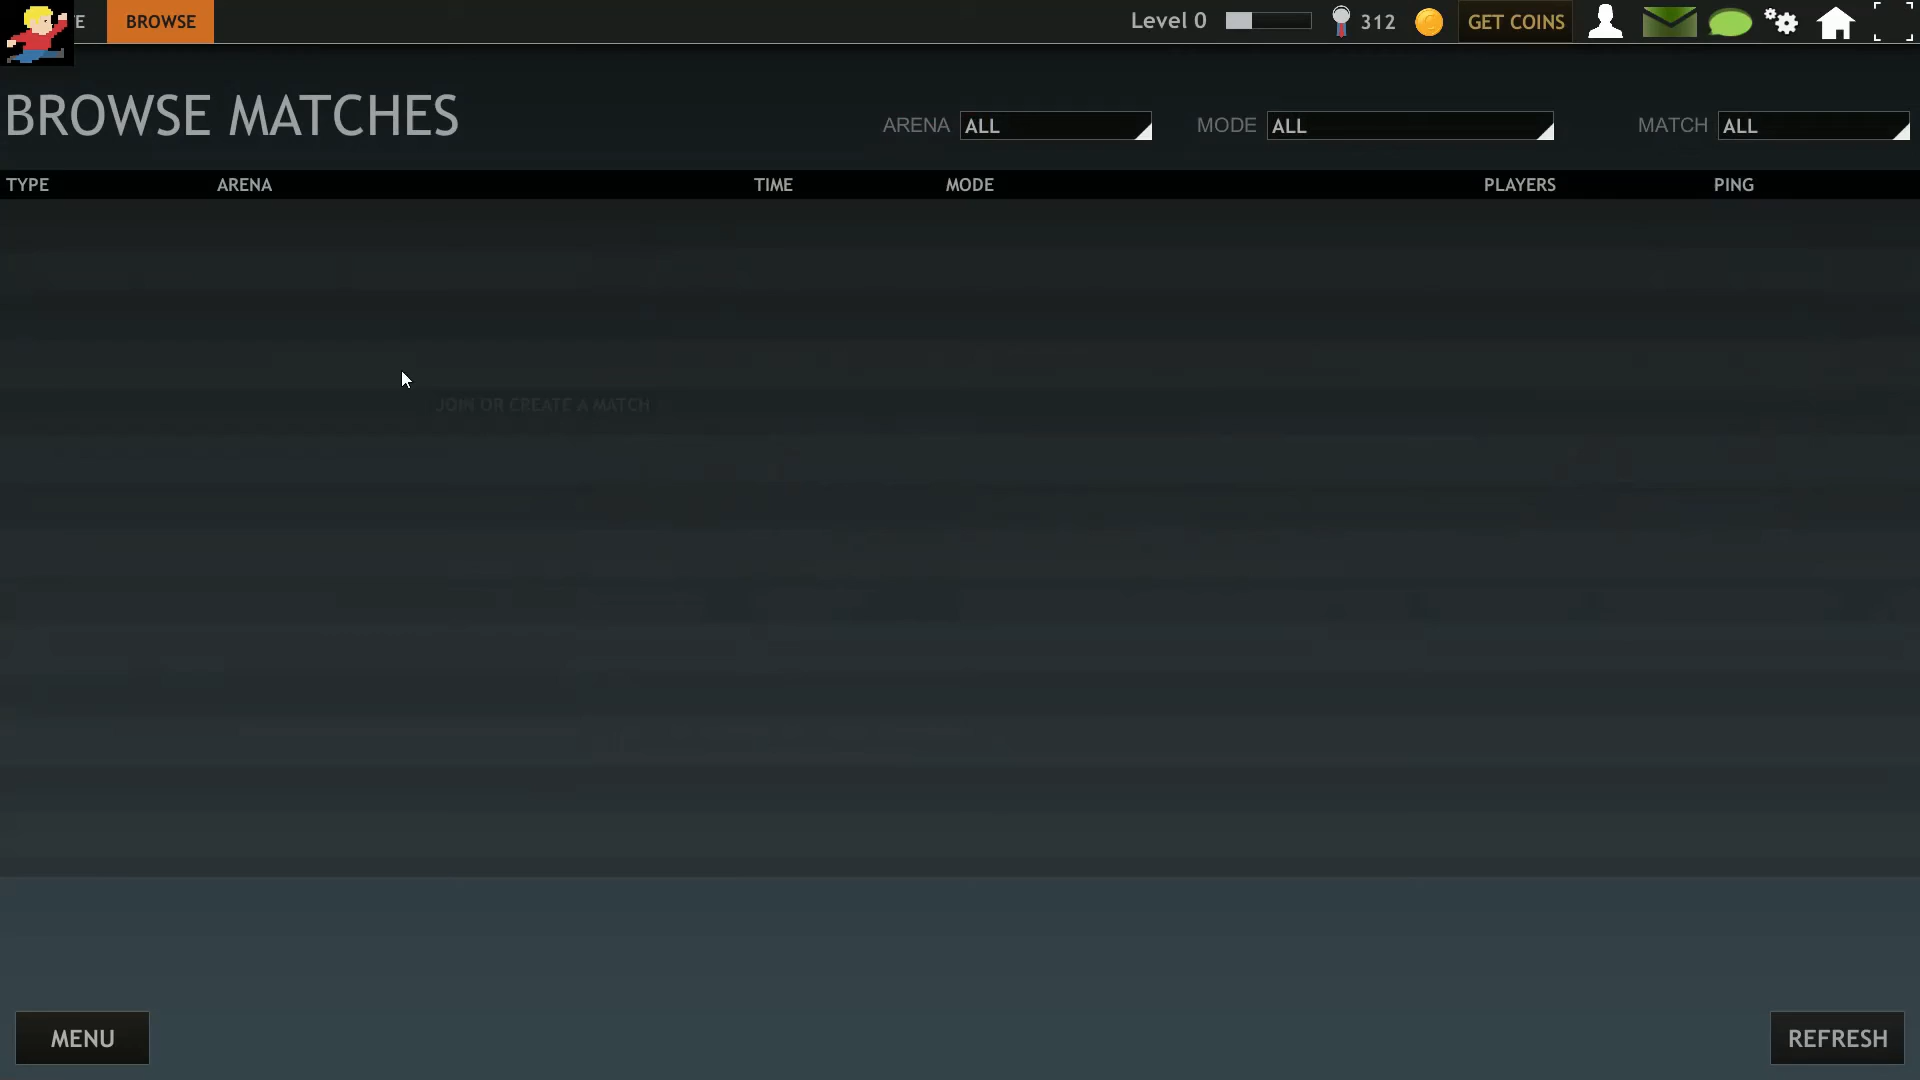 E BROWSE Level 0 312 GET COINS
BROWSE MATCHES
ARENA ALL MODE ALL MATCH ALL
TYPE ARENA TIME MODE PLAYERS PING
JOIN OR CREATE A MATCH
MENU REFRESH